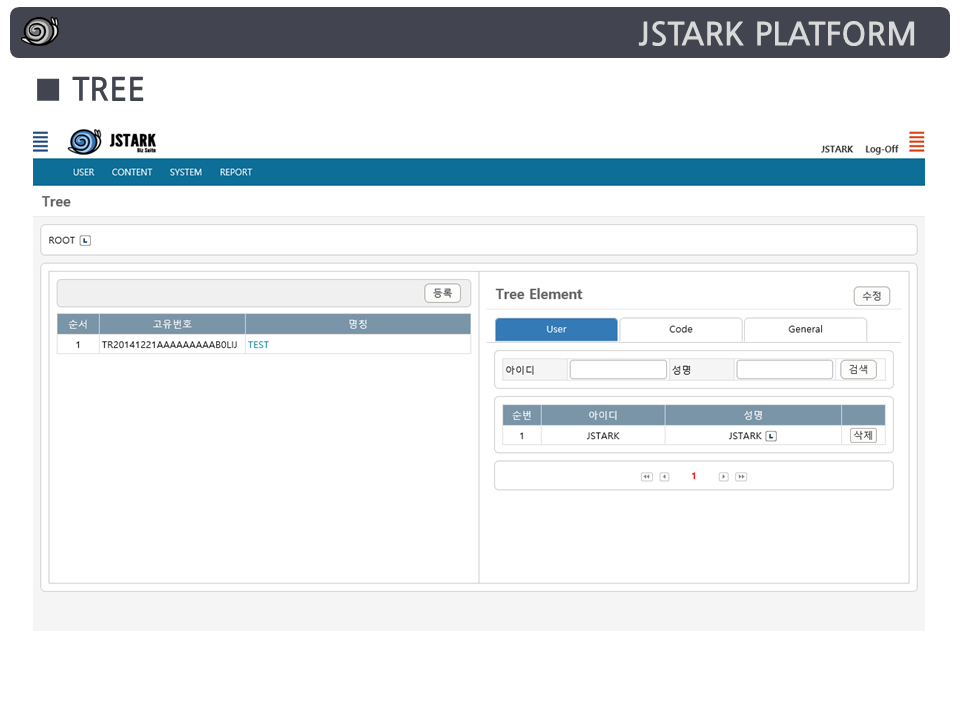 JSTARK PLATFORM
■ TREE
JSTARK
Biz Suite
JSTARK Log-Off
USER CONTENT SYSTEM REPORT
Tree
ROOT
등록
순서 고유번호 명칭
1 TR20141221AAAAAAAAAB0LIJ TEST
Tree Element
수정
User Code General
아이디 성명 검색
순번 아이디 성명
1 JSTARK JSTARK 삭제
1